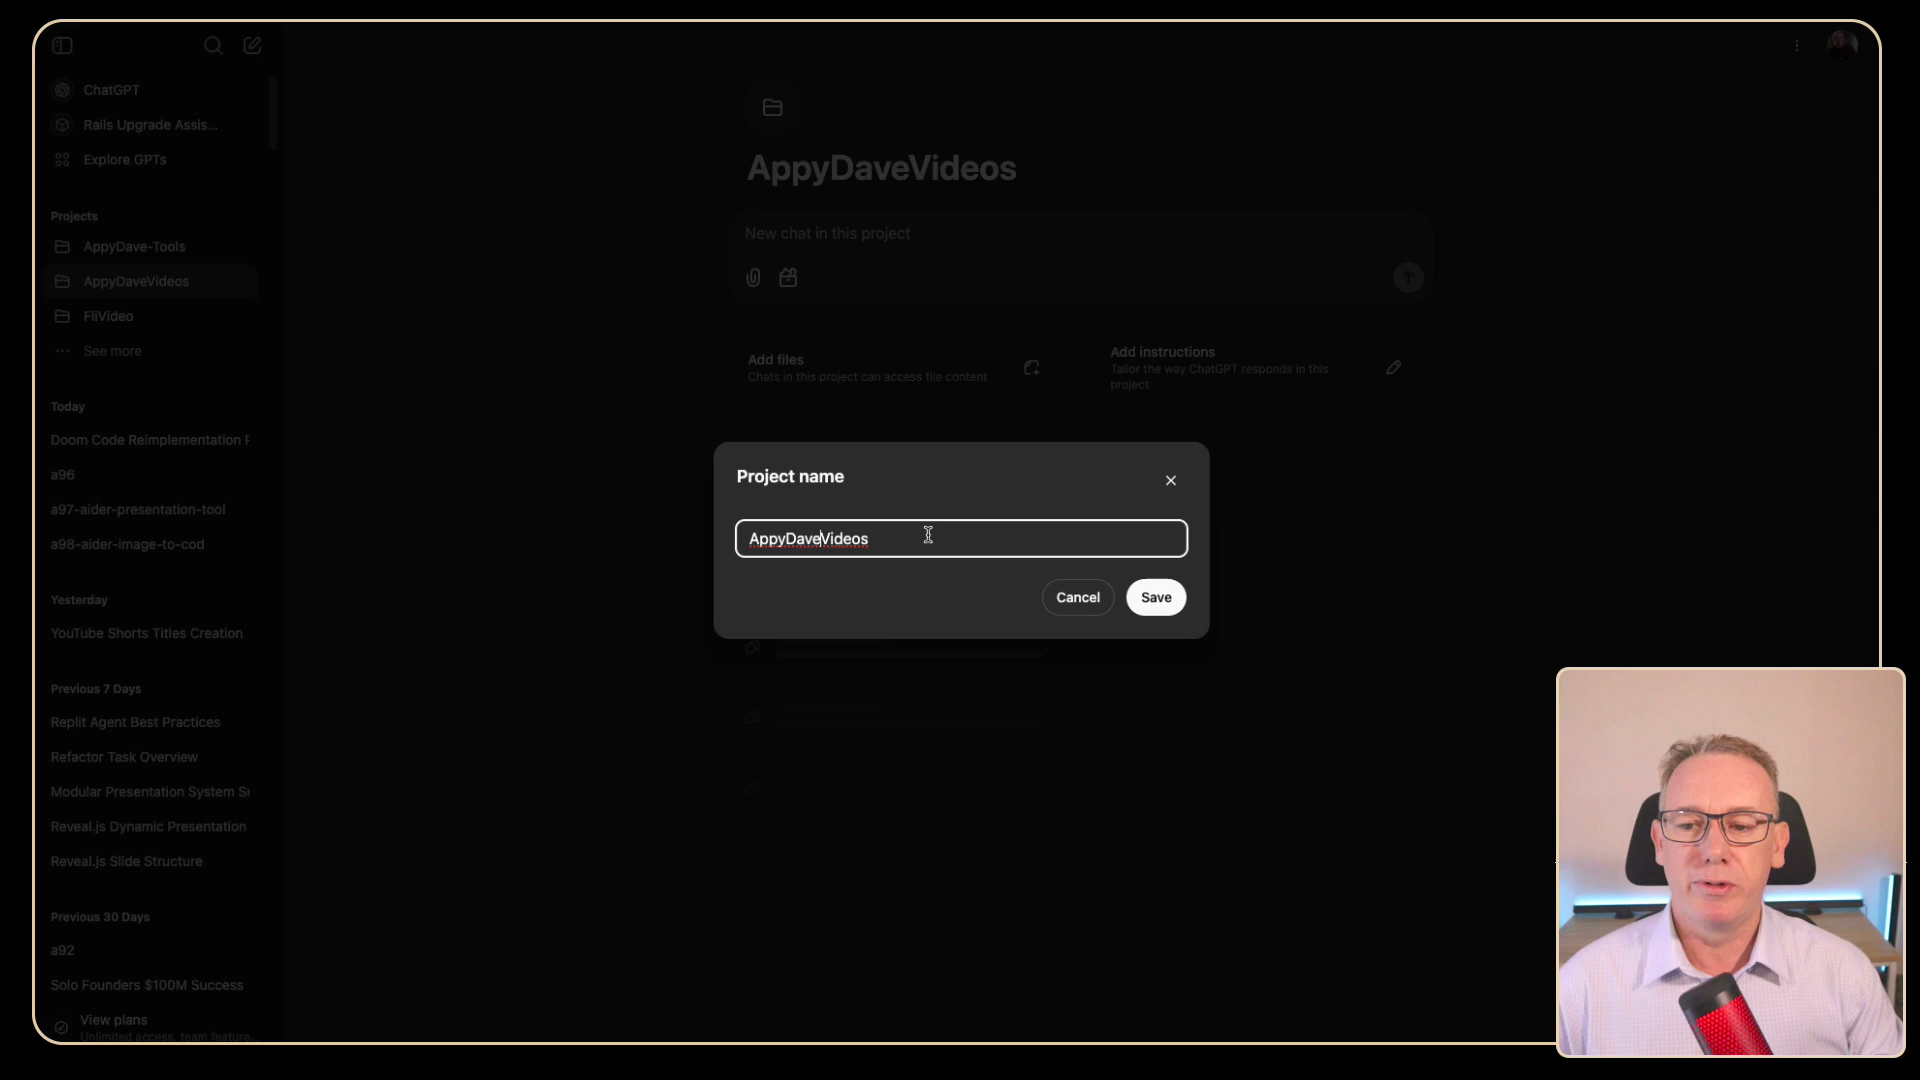 ChatGPT
Rails Upgrade Assis...
Explore GPTs
Projects
AppyDave-Tools
AppyDaveVideos
FliVideo
See more
Today
Doom Code Reimplementation
a96
a97-aider-presentation-tool
a98-aider-image-to-cod
Yesterday
YouTube Shorts Titles Creation
Previous 7 Days
Replit Agent Best Practices
Refactor Task Overview
Modular Presentation System
Reveal.js Dynamic Presentation
Reveal.js Slide Structure
Previous 30 Days
a92
Solo Founders $100M Success
View plans
Unlimited access, team feature...
AppyDaveVideos
New chat in this project
Add files
Chats in this project can access file content
Add instructions
Tailor the way ChatGPT responds in this
project
Project name
AppyDaveVideos
Cancel
Save